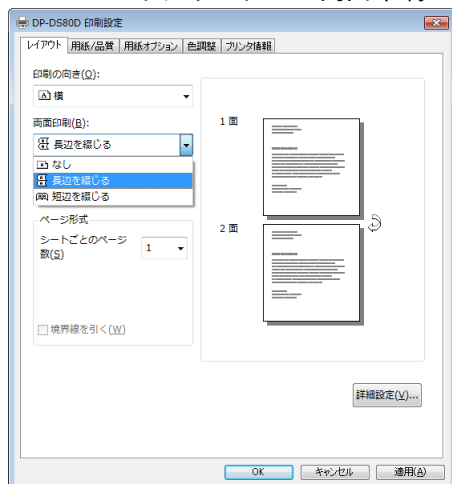 DP-DS80D 印刷設定
レイアウト 用紙/品質 用紙オプション 色調整 プリンタ情報
印刷の向き(O):
横
両面印刷(B):
長辺を綴じる
なし
長辺を綴じる
短辺を綴じる
ページ形式
シートごとのページ
数(S)
1
境界線を引く(W)
1 面
2 面
詳細設定(V)...
OK キャンセル 適用(A)